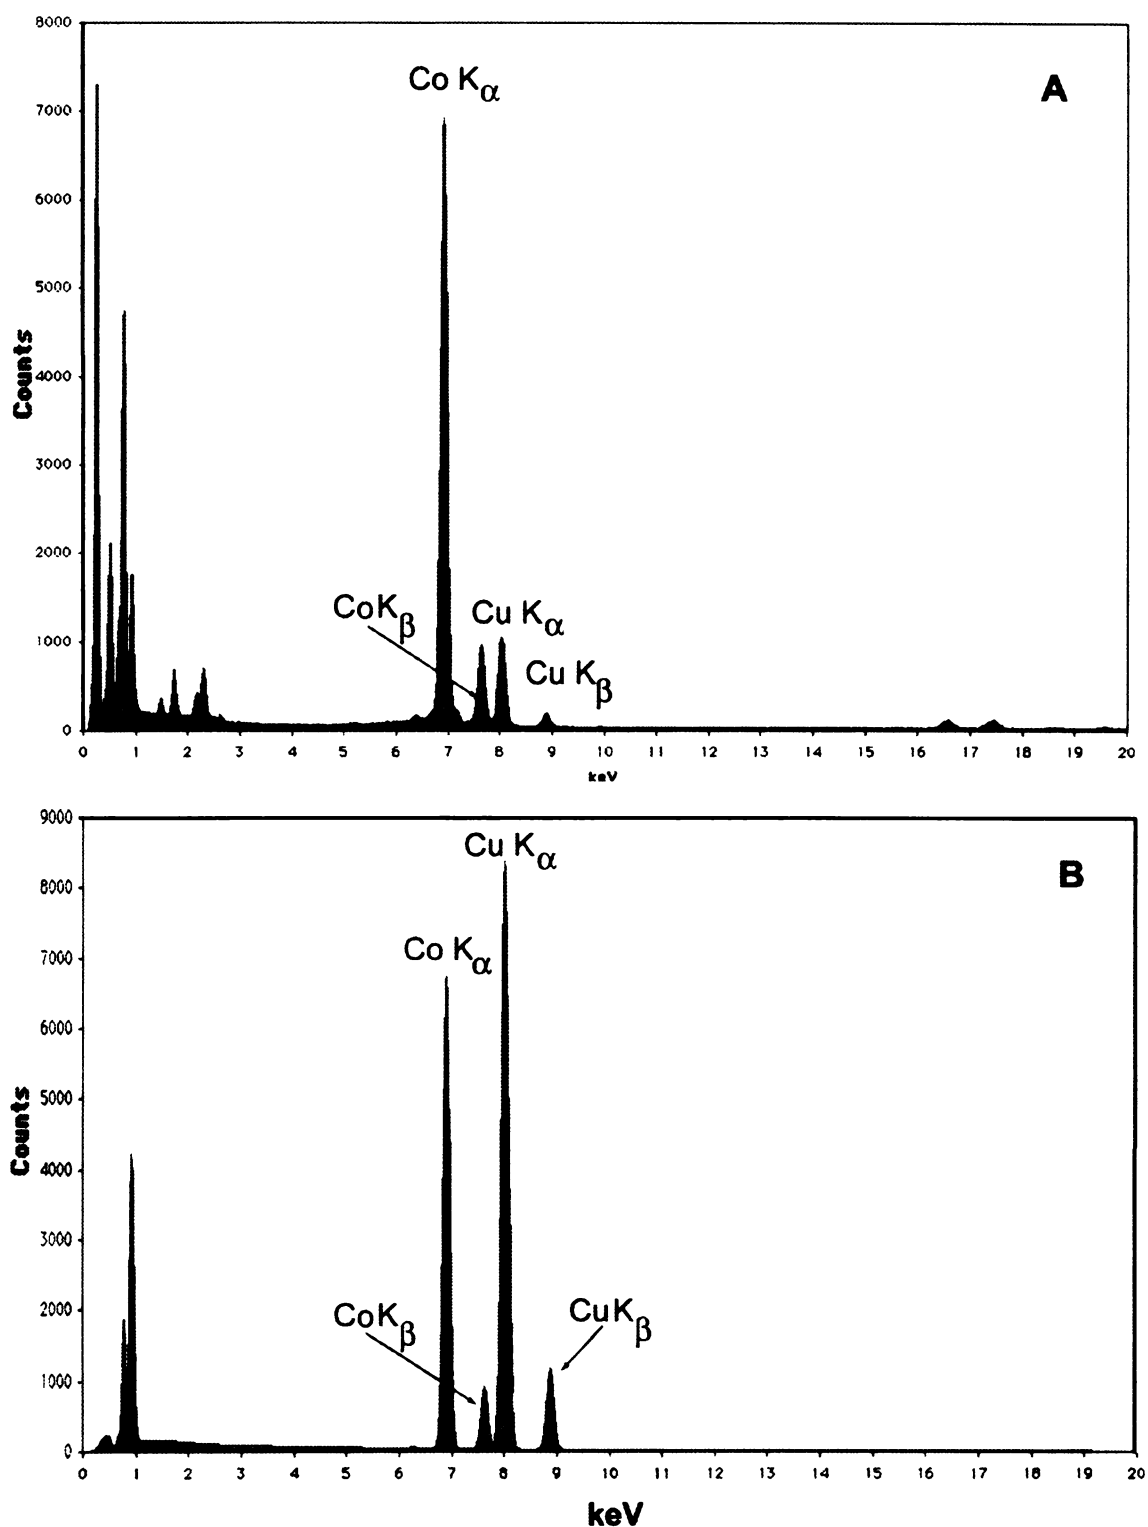 8000
7000
6000
5000
4000
3000
2000
1000
0
Counts
Co Kα
A
CoKβ
Cu Kα
Cu Kβ
0 1 2 3 4 5 6 7 8 9 10 11 12 13 14 15 16 17 18 19 20
keV
9000
8000
7000
6000
5000
4000
3000
2000
1000
0
Counts
Cu Kα
B
Co Kα
CoKβ
CuKβ
0 1 2 3 4 5 6 7 8 9 10 11 12 13 14 15 16 17 18 19 20
keV